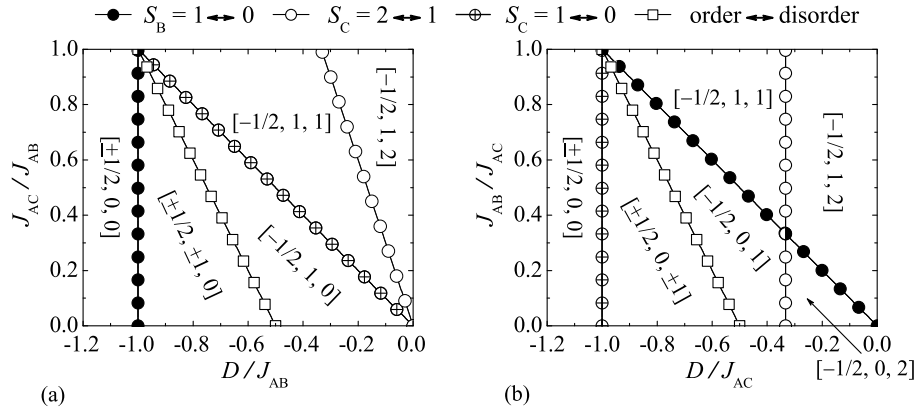 S_B = 1 ↔ 0 S_C = 2 ↔ 1 S_C = 1 ↔ 0 order ↔ disorder
1.0
0.8
0.6
0.4
0.2
0.0
J_AC / J_AB
[−1/2, 1, 2]
[−1/2, 1, 1]
[±1/2, 0, 0]
[±1/2, ±1, 0]
[−1/2, 1, 0]
-1.2 -1.0 -0.8 -0.6 -0.4 -0.2 0.0
D / J_AB
(a)
1.0
0.8
0.6
0.4
0.2
0.0
J_AB / J_AC
[−1/2, 1, 1]
[−1/2, 1, 2]
[±1/2, 0, 0]
[±1/2, 0, ±1]
[−1/2, 0, 1]
[−1/2, 0, 2]
-1.2 -1.0 -0.8 -0.6 -0.4 -0.2 0.0
D / J_AC
(b)